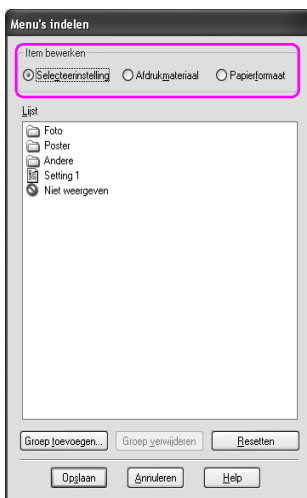 Menu's indelen
Item bewerken
Selecteerinstelling Afdrukmateriaal Papierformaat
Lijst
Foto
Poster
Andere
Setting 1
Niet weergeven
Groep toevoegen... Groep verwijderen Resetten
Opslaan Annuleren Help